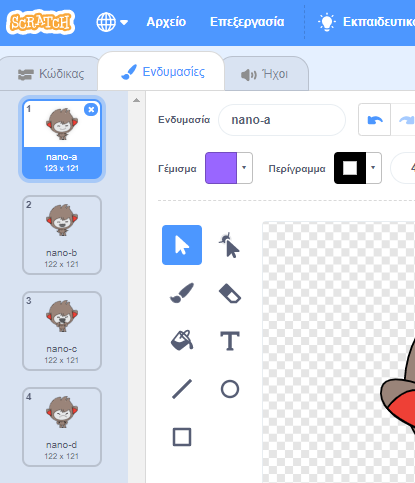 SCRATCH
Αρχείο Επεξεργασία Εκπαιδευτικ
Κώδικας Ενδυμασίες Ήχοι
1
nano-a
123 x 121
2
nano-b
122 x 121
3
nano-c
122 x 121
4
nano-d
122 x 121
Ενδυμασία nano-a
Γέμισμα Περίγραμμα 4
T